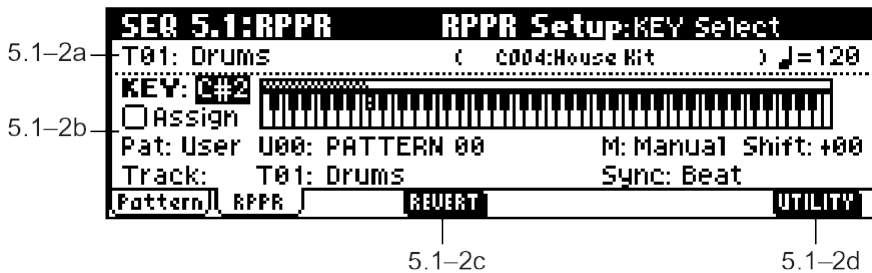 SEQ 5.1:RPPR RPPR Setup:KEY Select
5.1–2a T01: Drums ( C004:House Kit ) ♩=120
KEY: C#2
5.1–2b Assign
Pat: User U00: PATTERN 00 M: Manual Shift: +00
Track: T01: Drums Sync: Beat
Pattern RPPR REVERT UTILITY
5.1–2c 5.1–2d